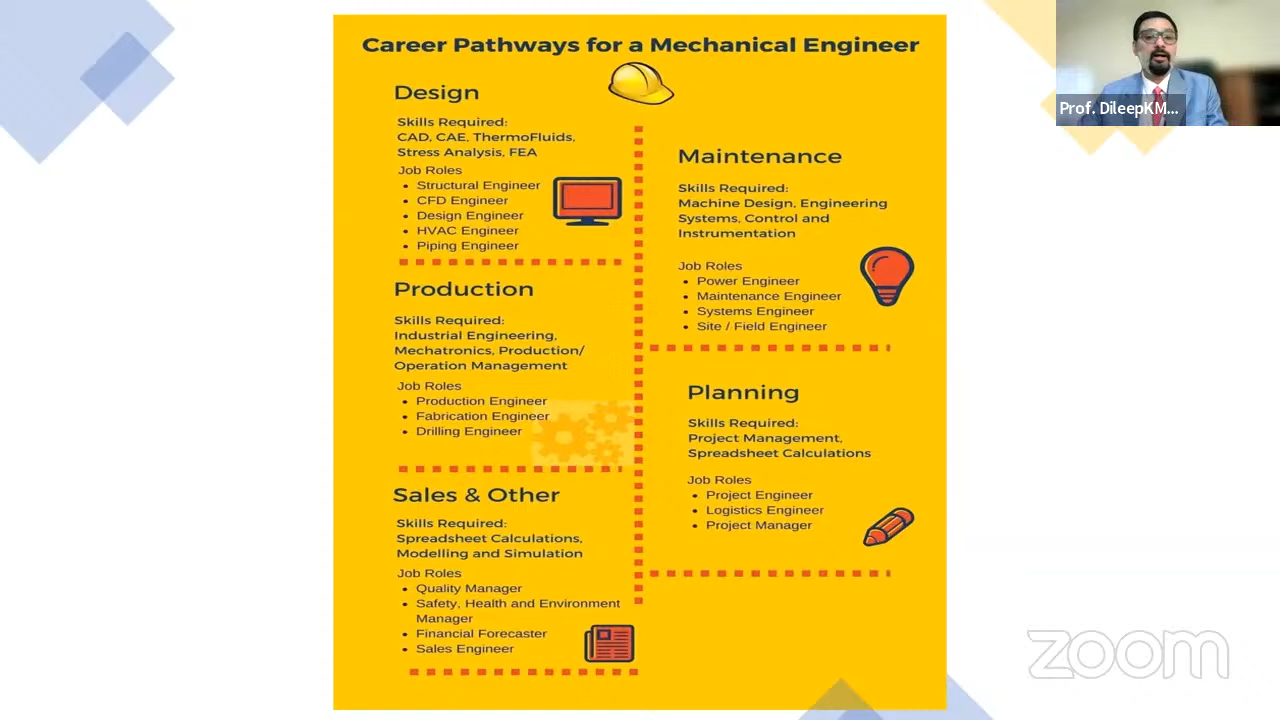 Career Pathways for a Mechanical Engineer
Design
Skills Required:
CAD, CAE, ThermoFluids,
Stress Analysis, FEA
Job Roles
• Structural Engineer
• CFD Engineer
• Design Engineer
• HVAC Engineer
• Piping Engineer
Production
Skills Required:
Industrial Engineering,
Mechatronics, Production/
Operation Management
Job Roles
• Production Engineer
• Fabrication Engineer
• Drilling Engineer
Sales & Other
Skills Required:
Spreadsheet Calculations,
Modelling and Simulation
Job Roles
• Quality Manager
• Safety, Health and Environment
Manager
• Financial Forecaster
• Sales Engineer
Maintenance
Skills Required:
Machine Design, Engineering
Systems, Control and
Instrumentation
Job Roles
• Power Engineer
• Maintenance Engineer
• Systems Engineer
• Site / Field Engineer
Planning
Skills Required:
Project Management,
Spreadsheet Calculations
Job Roles
• Project Engineer
• Logistics Engineer
• Project Manager
Prof. DileepKM...
zoom